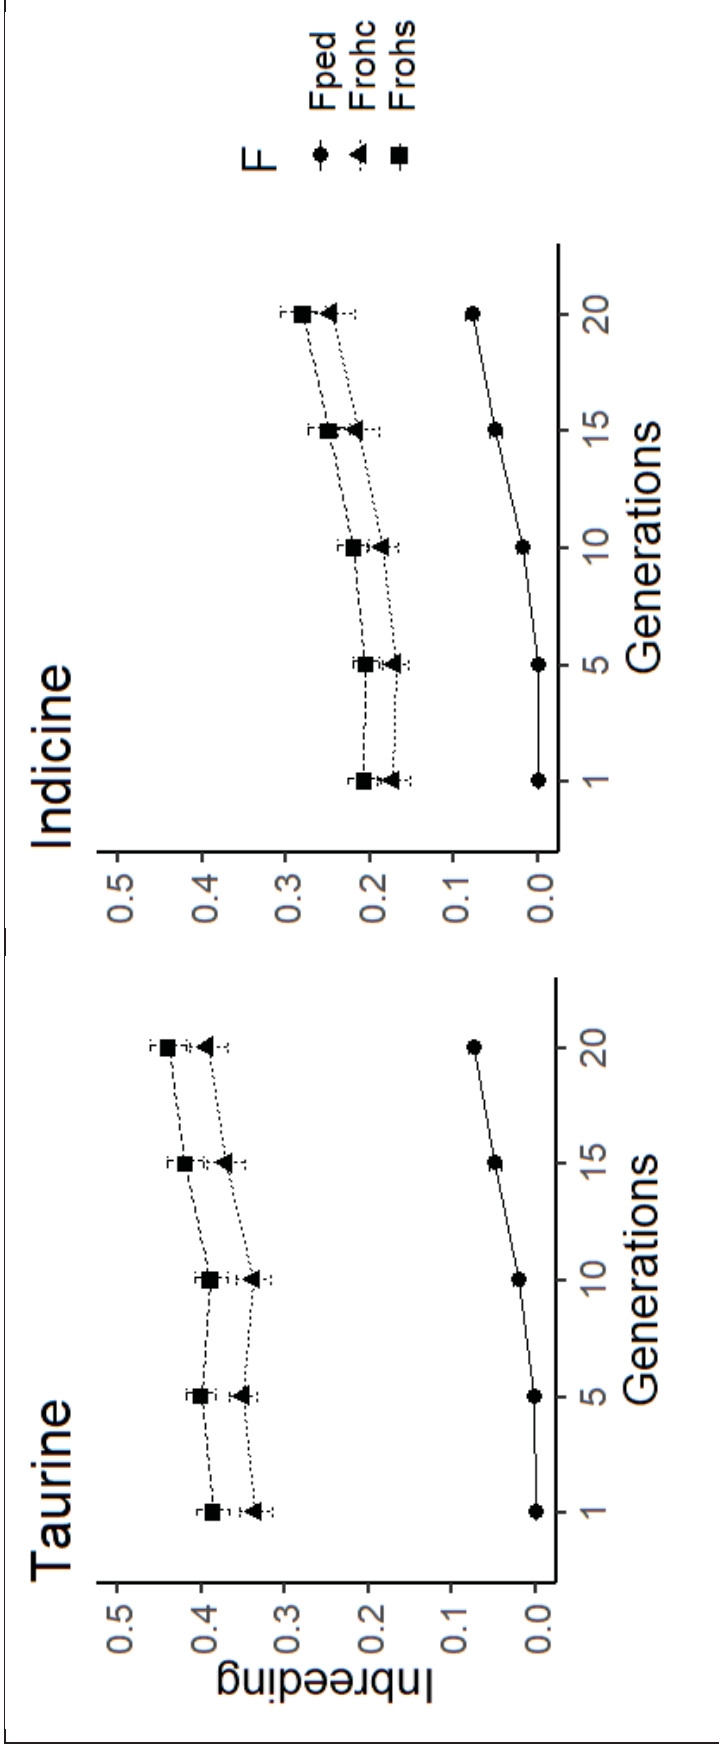 Taurine
Inbreeding
0.5
0.4
0.3
0.2
0.1
0.0
1 5 10 15 20
Generations
Indicine
0.5
0.4
0.3
0.2
0.1
0.0
1 5 10 15 20
Generations
F
Fped
Frohc
Frohs